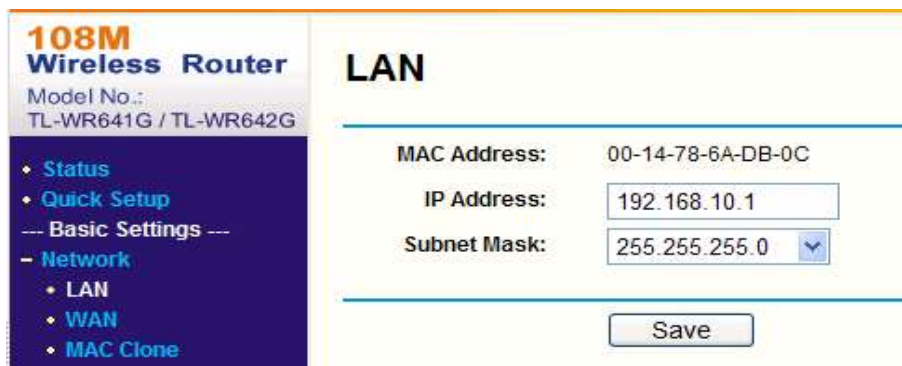 108M
Wireless Router
Model No.:
TL-WR641G / TL-WR642G
• Status
• Quick Setup
--- Basic Settings ---
– Network
• LAN
• WAN
• MAC Clone
LAN
MAC Address: 00-14-78-6A-DB-0C
IP Address: 192.168.10.1
Subnet Mask: 255.255.255.0
Save